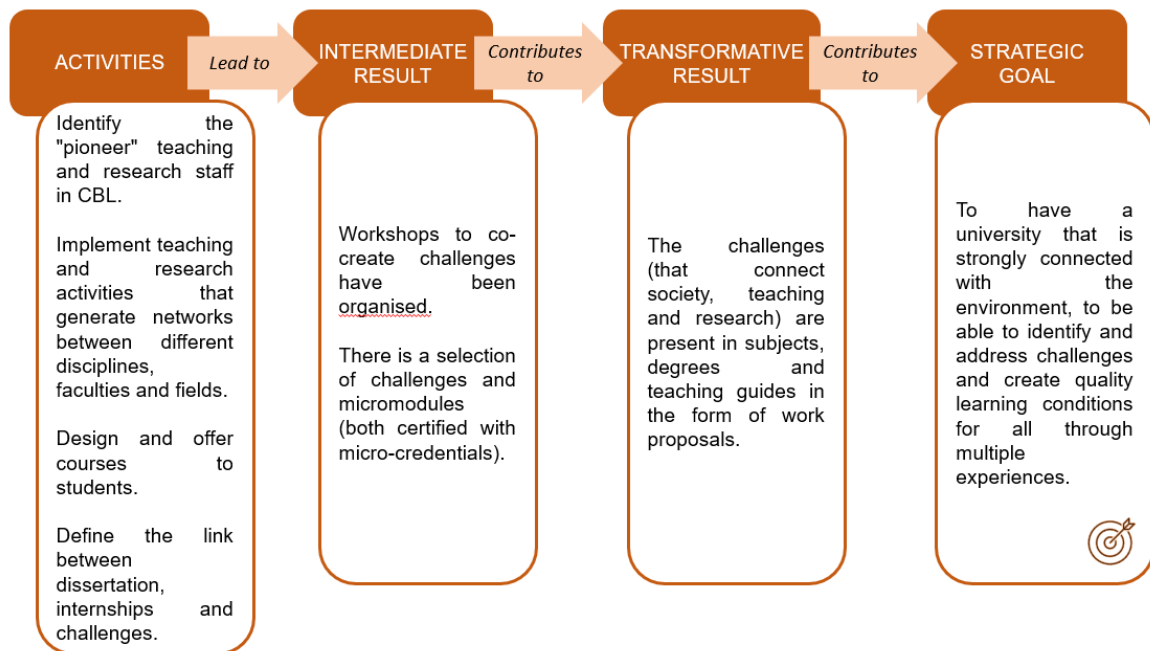 ACTIVITIES
Lead to
INTERMEDIATE
RESULT
Contributes
to
TRANSFORMATIVE
RESULT
Contributes
to
STRATEGIC
GOAL
Identify the
"pioneer" teaching
and research staff
in CBL.
Implement teaching
and research
activities that
generate networks
between different
disciplines,
faculties and fields.
Design and offer
courses to
students.
Define the link
between
dissertation,
internships and
challenges.
Workshops to co-
create challenges
have been
organised.
There is a selection
of challenges and
micromodules
(both certified with
micro-credentials).
The challenges
(that connect
society, teaching
and research) are
present in subjects,
degrees and
teaching guides in
the form of work
proposals.
To have a
university that is
strongly connected
with the
environment, to be
able to identify and
address challenges
and create quality
learning conditions
for all through
multiple
experiences.